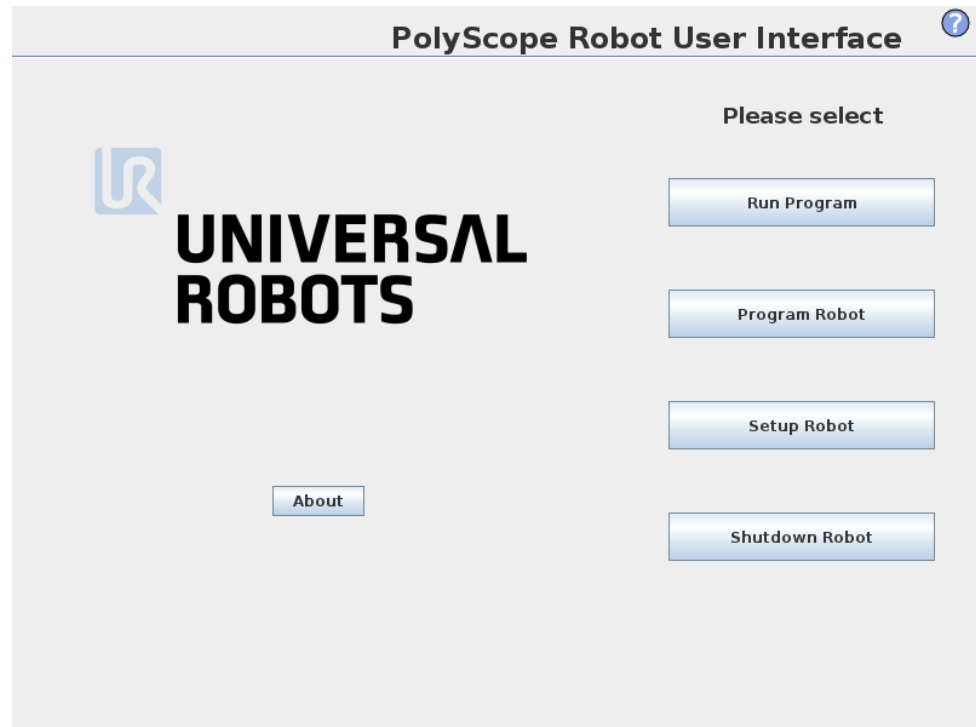 PolyScope Robot User Interface
?
Please select
UR
UNIVERSAL
ROBOTS
Run Program
Program Robot
Setup Robot
About
Shutdown Robot